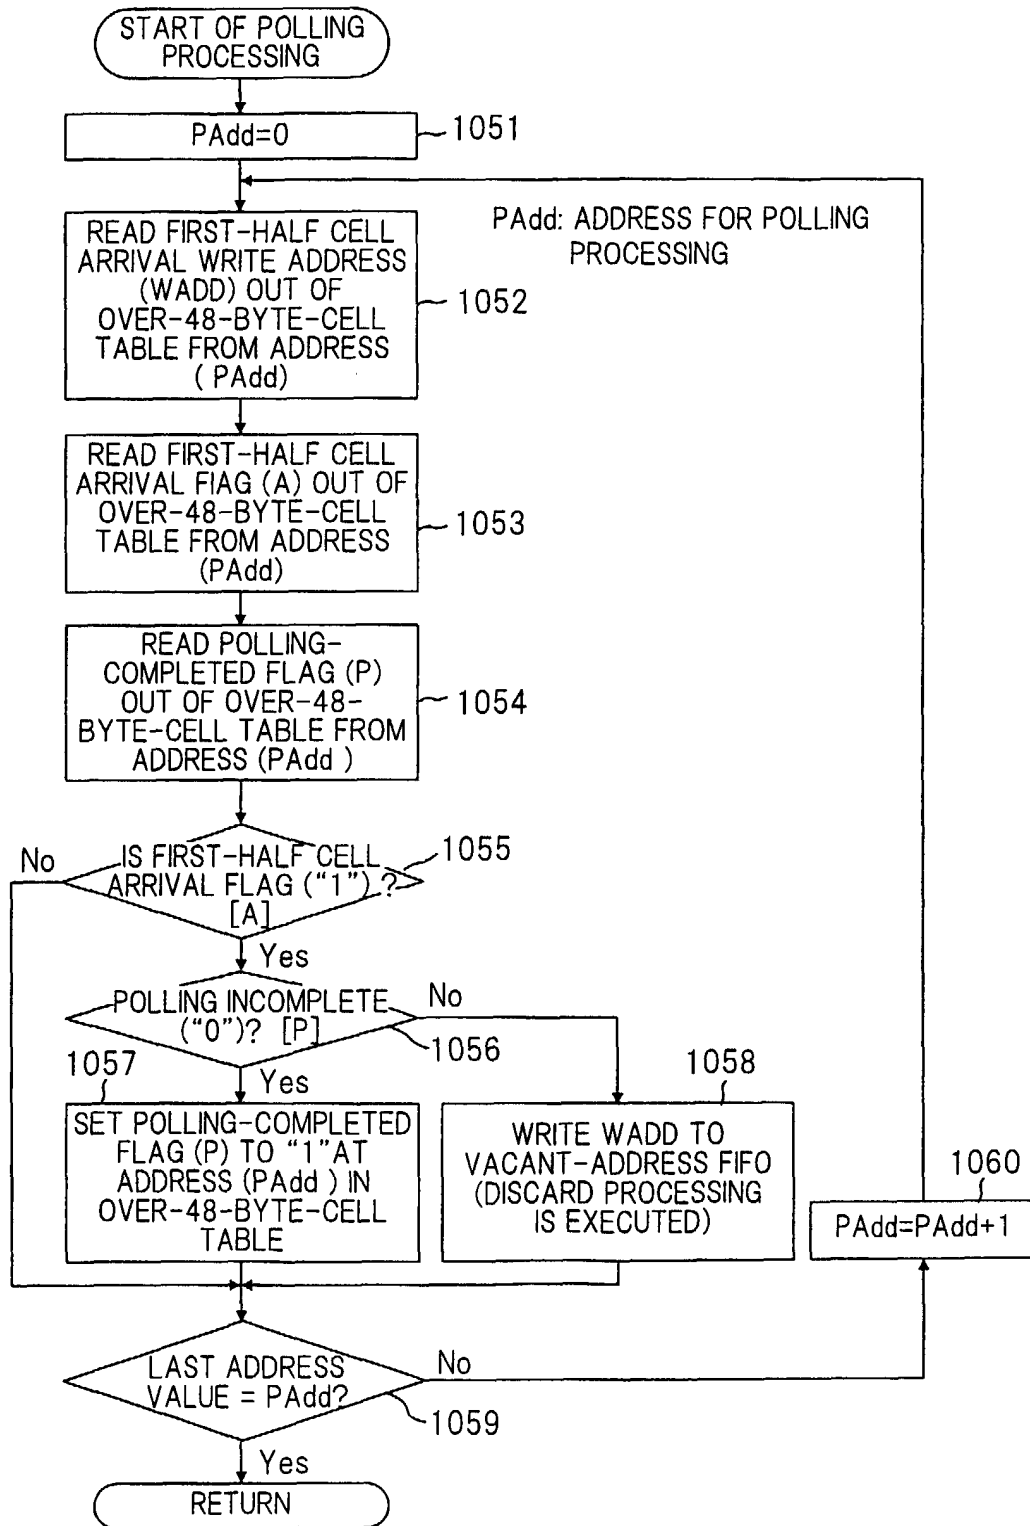 START OF POLLING
PROCESSING
PAdd=0
1051
PAdd: ADDRESS FOR POLLING
PROCESSING
READ FIRST-HALF CELL
ARRIVAL WRITE ADDRESS
(WADD) OUT OF
OVER-48-BYTE-CELL
TABLE FROM ADDRESS
( PAdd)
1052
READ FIRST-HALF CELL
ARRIVAL FIAG (A) OUT OF
OVER-48-BYTE-CELL
TABLE FROM ADDRESS
(PAdd)
1053
READ POLLING-
COMPLETED FLAG (P)
OUT OF OVER-48-
BYTE-CELL TABLE FROM
ADDRESS (PAdd )
1054
No
IS FIRST-HALF CELL
ARRIVAL FLAG (“1”) ?
[A]
1055
Yes
POLLING INCOMPLETE
(“0”)? [P]
No
1056
1057
Yes
SET POLLING-COMPLETED
FLAG (P) TO “1”AT
ADDRESS (PAdd ) IN
OVER-48-BYTE-CELL
TABLE
1058
WRITE WADD TO
VACANT-ADDRESS FIFO
(DISCARD PROCESSING
IS EXECUTED)
1060
PAdd=PAdd+1
LAST ADDRESS
VALUE = PAdd?
No
1059
Yes
RETURN